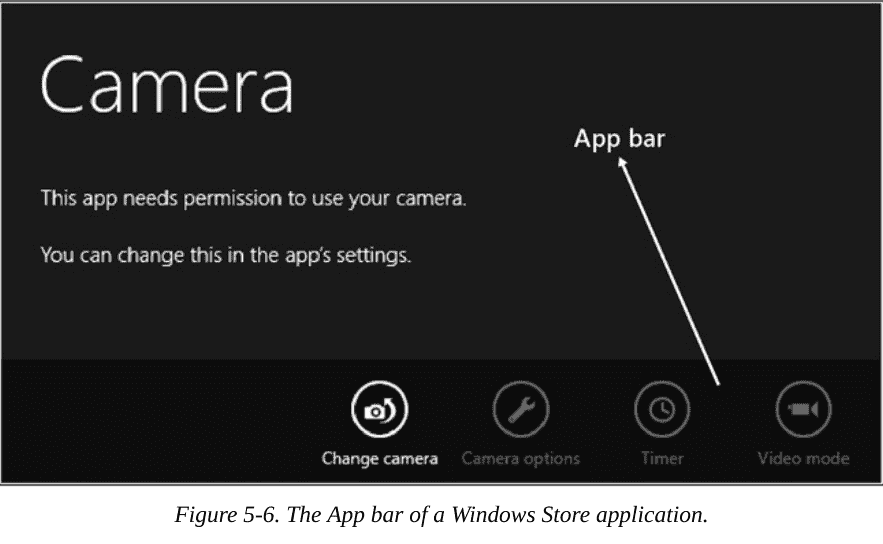 Camera
App bar
This app needs permission to use your camera.
You can change this in the app's settings.
Change camera
Camera options
Timer
Video mode
Figure 5-6. The App bar of a Windows Store application.